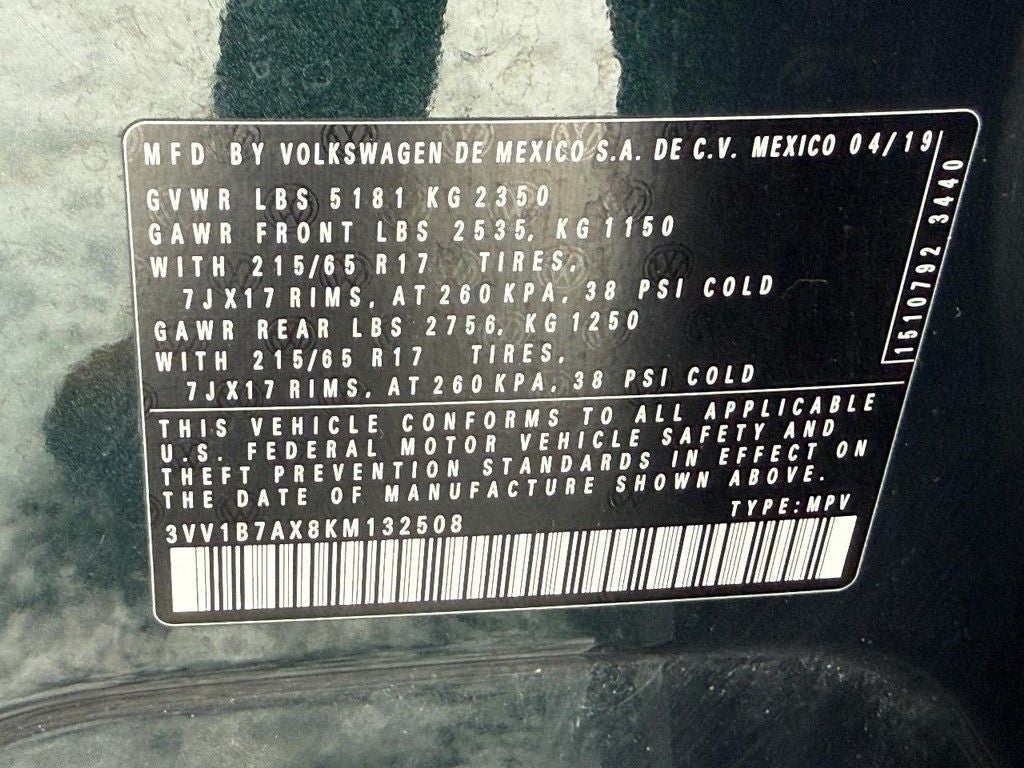 MFD BY VOLKSWAGEN DE MEXICO S.A. DE C.V. MEXICO 04/19
GVWR LBS 5181 KG 2350
GAWR FRONT LBS 2535, KG 1150
WITH 215/65 R17 TIRES,
7JX17 RIMS, AT 260 KPA, 38 PSI COLD
GAWR REAR LBS 2756, KG 1250
WITH 215/65 R17 TIRES,
7JX17 RIMS, AT 260 KPA, 38 PSI COLD
1510792 3440
THIS VEHICLE CONFORMS TO ALL APPLICABLE
U.S. FEDERAL MOTOR VEHICLE SAFETY AND
THEFT PREVENTION STANDARDS IN EFFECT ON
THE DATE OF MANUFACTURE SHOWN ABOVE.
3VV1B7AX8KM132508 TYPE:MPV